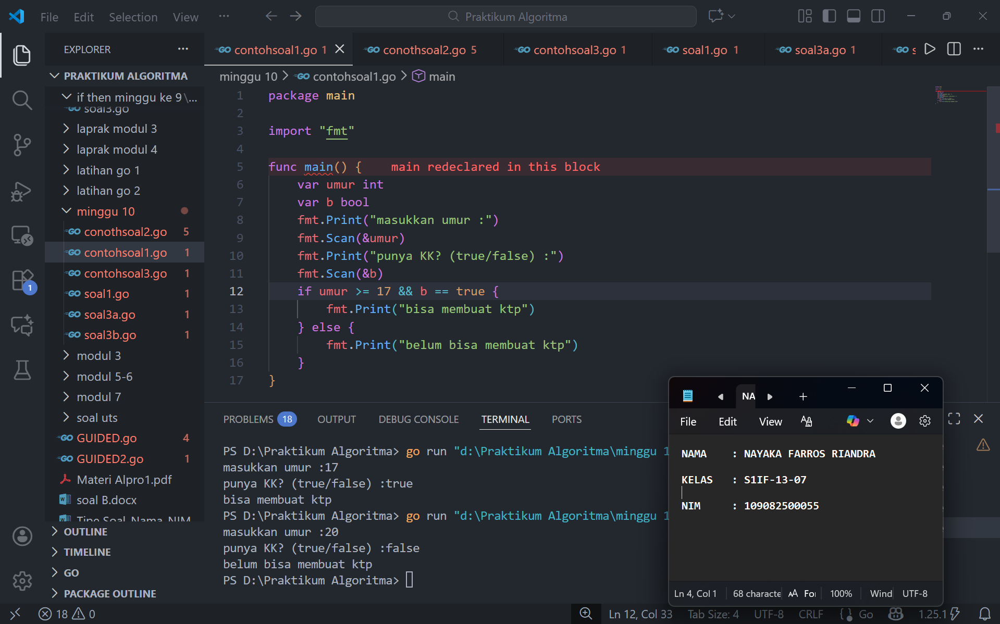 File Edit Selection View ··· Praktikum Algoritma
EXPLORER ···
PRAKTIKUM ALGORITMA
if then minggu ke 9\...
soal3.go
laprak modul 3
laprak modul 4
latihan go 1
latihan go 2
minggu 10
conothsoal2.go 5
contohsoal1.go 1
contohsoal3.go 1
soal1.go 1
soal3a.go 1
soal3b.go 1
modul 3
modul 5-6
modul 7
soal uts
GUIDED.go 4
GUIDED2.go 1
Materi Alpro1.pdf
soal B.docx
Tipe Soal_Nama_NIM
OUTLINE
TIMELINE
GO
PACKAGE OUTLINE
1
contohsoal1.go 1 conothsoal2.go 5 contohsoal3.go 1 soal1.go 1 soal3a.go 1 s
minggu 10 > contohsoal1.go > main
1 package main
2
3 import "fmt"
4
5 func main() { main redeclared in this block
6 var umur int
7 var b bool
8 fmt.Print("masukkan umur :")
9 fmt.Scan(&umur)
10 fmt.Print("punya KK? (true/false) :")
11 fmt.Scan(&b)
12 if umur >= 17 && b == true {
13 fmt.Print("bisa membuat ktp")
14 } else {
15 fmt.Print("belum bisa membuat ktp")
16 }
17 }
PROBLEMS 18 OUTPUT DEBUG CONSOLE TERMINAL PORTS
PS D:\Praktikum Algoritma> go run "d:\Praktikum Algoritma\minggu 1
masukkan umur :17
punya KK? (true/false) :true
bisa membuat ktp
PS D:\Praktikum Algoritma> go run "d:\Praktikum Algoritma\minggu 1
masukkan umur :20
punya KK? (true/false) :false
belum bisa membuat ktp
PS D:\Praktikum Algoritma>
NA
File Edit View
NAMA : NAYAKA FARROS RIANDRA
KELAS : S1IF-13-07
NIM : 109082500055
Ln 4, Col 1 68 characte For 100% Wind UTF-8
18 0 Ln 12, Col 33 Tab Size: 4 UTF-8 CRLF {} Go 1.25.1